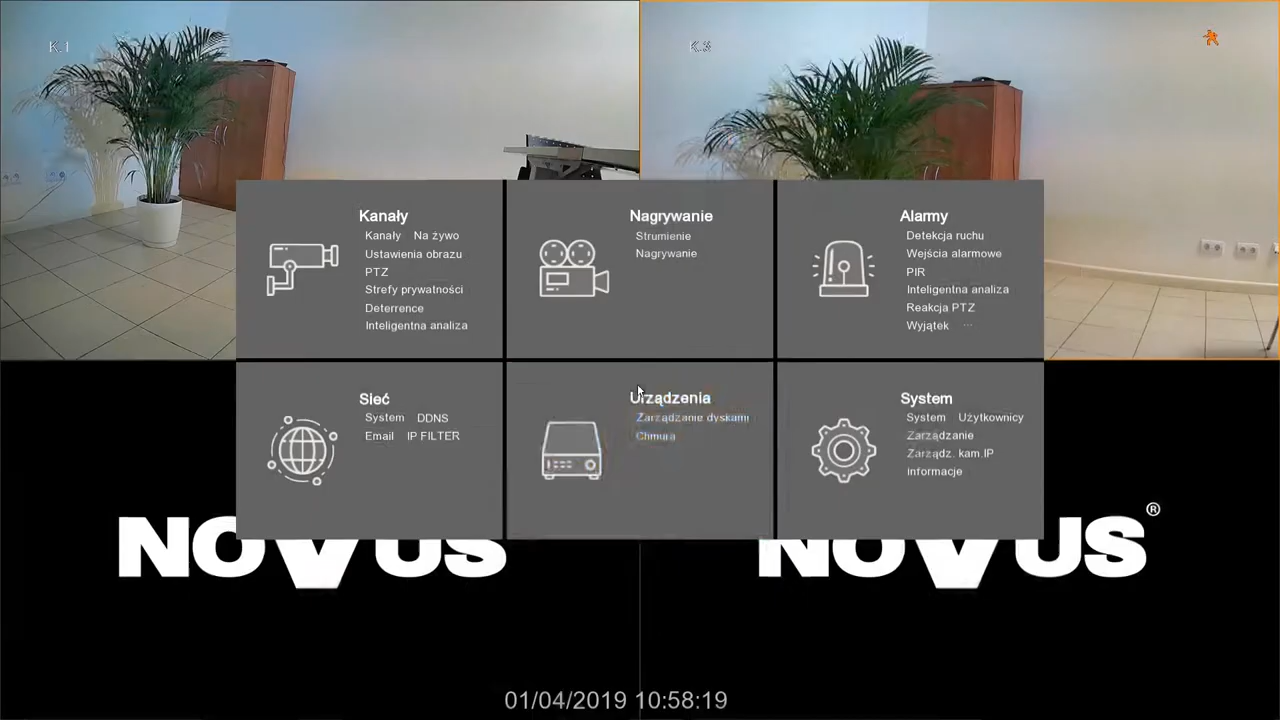 K.1
K.3
Kanały
Kanały Na żywo
Ustawienia obrazu
PTZ
Strefy prywatności
Deterrence
Inteligentna analiza
Nagrywanie
Strumienie
Nagrywanie
Alarmy
Detekcja ruchu
Wejścia alarmowe
PIR
Inteligentna analiza
Reakcja PTZ
Wyjątek ...
Sieć
System DDNS
Email IP FILTER
Urządzenia
Zarządzanie dyskami
Chmura
System
System Użytkownicy
Zarządzanie
Zarządz. kam.IP
informacje
NOVUS
NOVUS®
01/04/2019 10:58:19